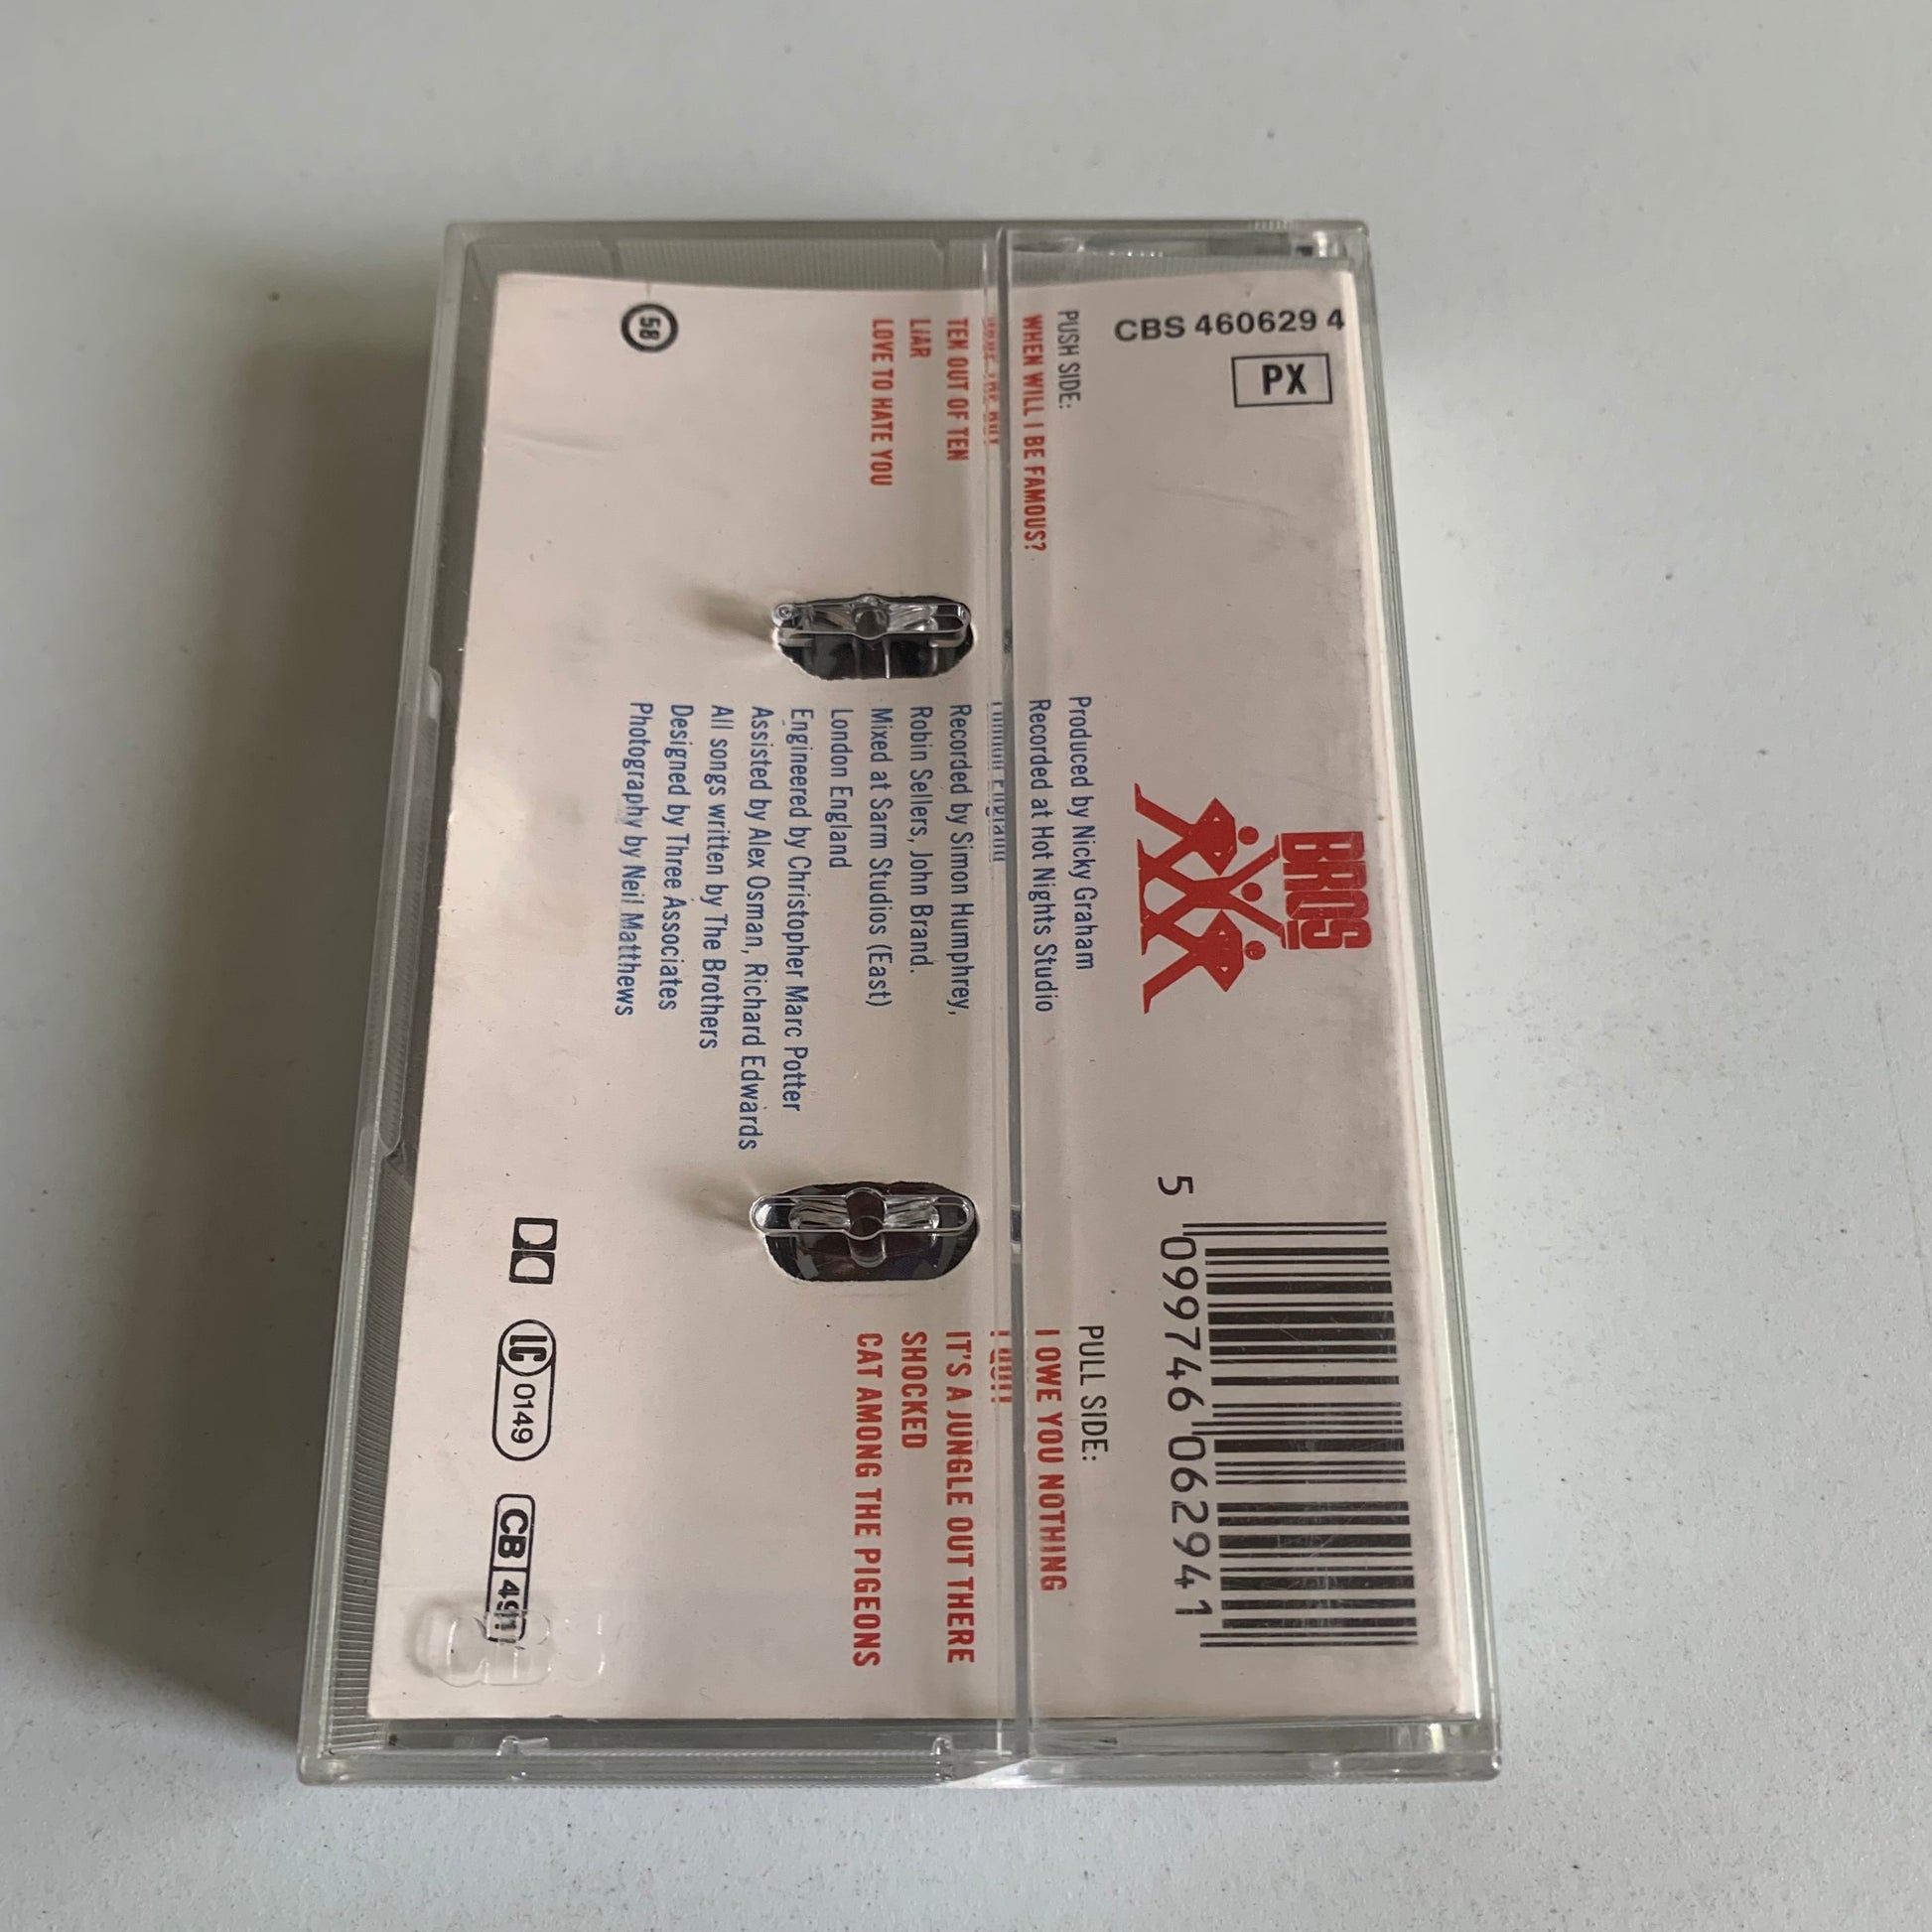 CBS 460629 4
PX
BROS
5 099746 062941
PUSH SIDE:
WHEN WILL I BE FAMOUS?
TEN OUT OF TEN
LIAR
LOVE TO HATE YOU
Produced by Nicky Graham
Recorded at Hot Nights Studio
London England
Recorded by Simon Humphrey,
Robin Sellers, John Brand.
Mixed at Sarm Studios (East)
London England
Engineered by Christopher Marc Potter
Assisted by Alex Osman, Richard Edwards
All songs written by The Brothers
Designed by Three Associates
Photography by Neil Matthews
PULL SIDE:
I OWE YOU NOTHING
IT'S A JUNGLE OUT THERE
SHOCKED
CAT AMONG THE PIGEONS
58
LC 0149
CB 4911